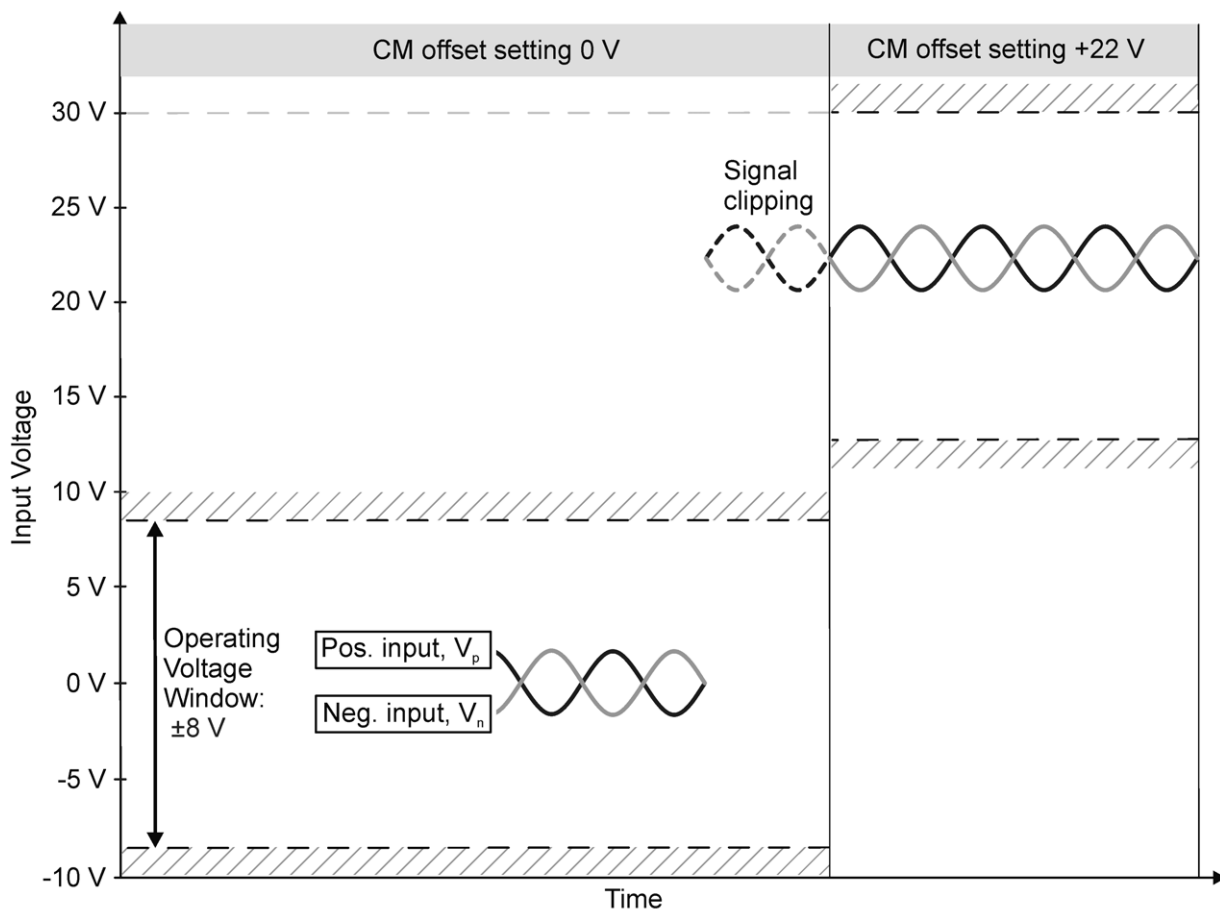 CM offset setting 0 V
CM offset setting +22 V
30 V
25 V
20 V
15 V
10 V
5 V
0 V
-5 V
-10 V
Input Voltage
Signal
clipping
Operating
Voltage
Window:
±8 V
Pos. input, Vp
Neg. input, Vn
Time